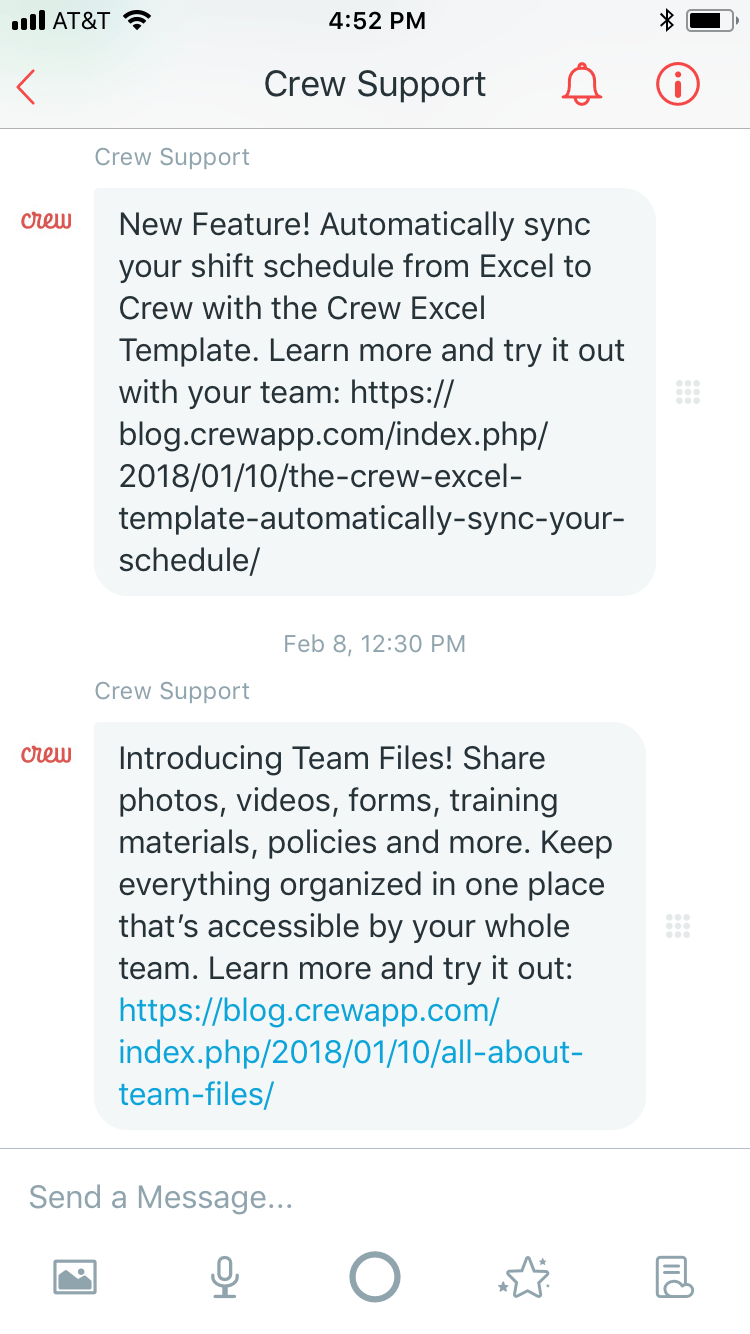 AT&T 4:52 PM
Crew Support
Crew Support
crew
New Feature! Automatically sync
your shift schedule from Excel to
Crew with the Crew Excel
Template. Learn more and try it out
with your team: https://
blog.crewapp.com/index.php/
2018/01/10/the-crew-excel-
template-automatically-sync-your-
schedule/
Feb 8, 12:30 PM
Crew Support
crew
Introducing Team Files! Share
photos, videos, forms, training
materials, policies and more. Keep
everything organized in one place
that’s accessible by your whole
team. Learn more and try it out:
https://blog.crewapp.com/
index.php/2018/01/10/all-about-
team-files/
Send a Message...